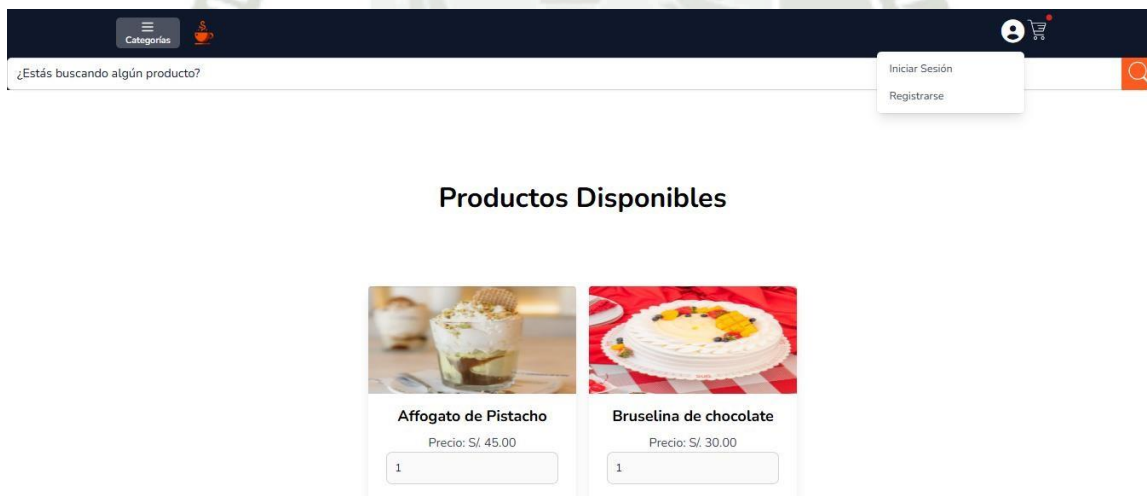 Categorías
¿Estás buscando algún producto?
Iniciar Sesión
Registrarse
Productos Disponibles
Affogato de Pistacho
Precio: S/. 45.00
1
Bruselina de chocolate
Precio: S/. 30.00
1